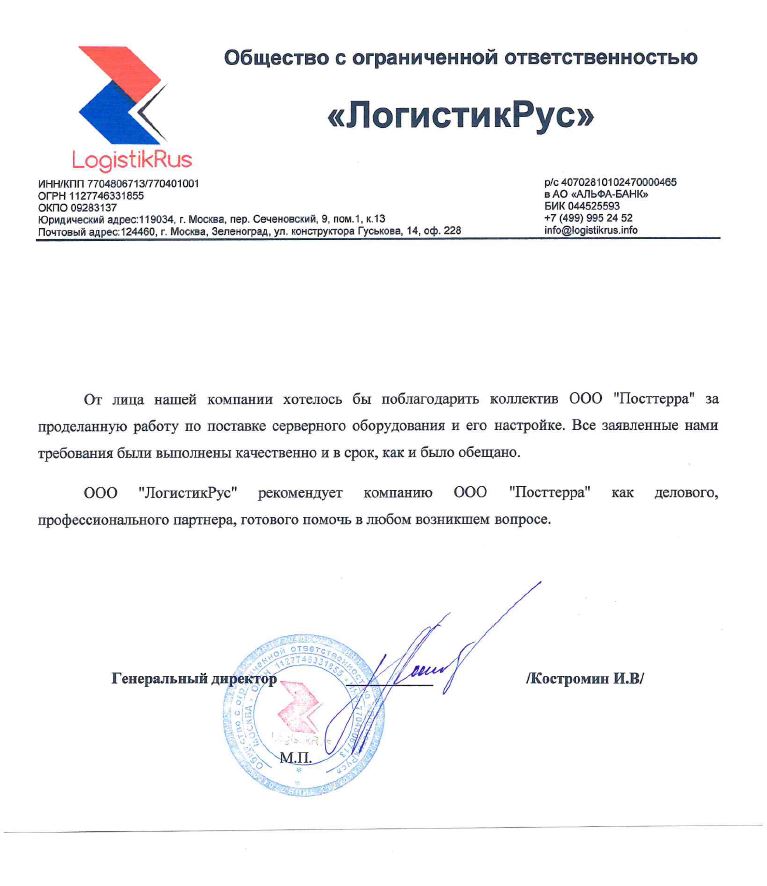 Общество с ограниченной ответственностью
«ЛогистикРус»
LogistikRus
ИНН/КПП 7704806713/770401001
ОГРН 1127746331855
ОКПО 09283137
Юридический адрес:119034, г. Москва, пер. Сеченовский, 9, пом.1, к.13
Почтовый адрес:124460, г. Москва, Зеленоград, ул. конструктора Гуськова, 14, оф. 228
р/с 40702810102470000465
в АО «АЛЬФА-БАНК»
БИК 044525593
+7 (499) 995 24 52
info@logistikrus.info
От лица нашей компании хотелось бы поблагодарить коллектив ООО "Посттерра" за
проделанную работу по поставке серверного оборудования и его настройке. Все заявленные нами
требования были выполнены качественно и в срок, как и было обещано.
ООО "ЛогистикРус" рекомендует компанию ООО "Посттерра" как делового,
профессионального партнера, готового помочь в любом возникшем вопросе.
Генеральный директор
/Костромин И.В/
Общество с ограниченной ответственностью
МОСКВА * ОГРН 1127746331855
LogistikRus
М.П.